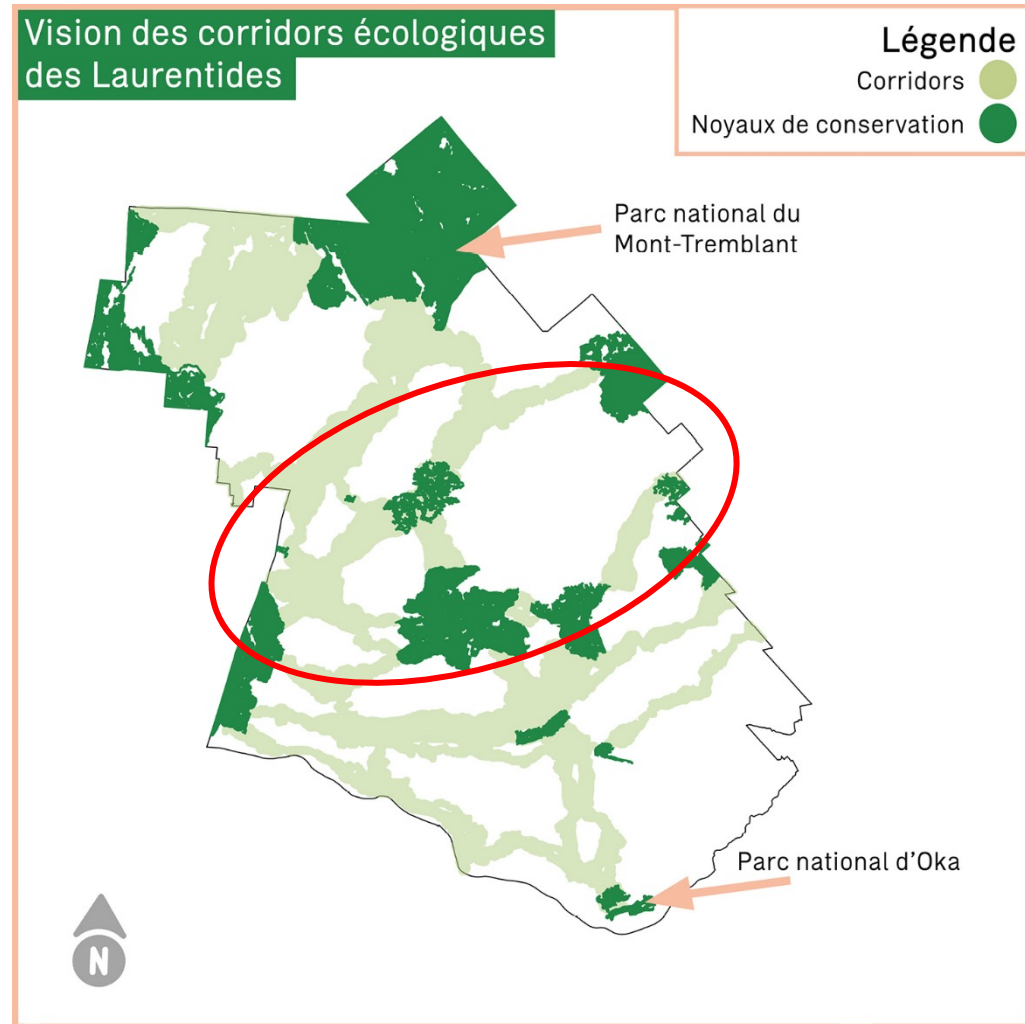 Vision des corridors écologiques
des Laurentides
Légende
Corridors
Noyaux de conservation
Parc national du
Mont-Tremblant
Parc national d'Oka
N